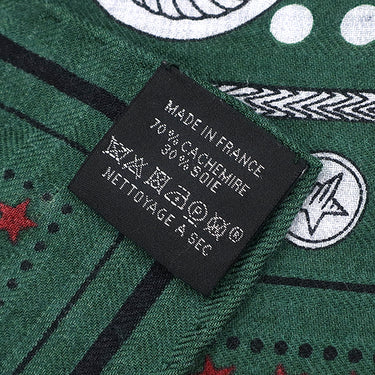 MADE IN FRANCE
70% CACHEMIRE
30% SOIE
NETTOYAGE A SEC